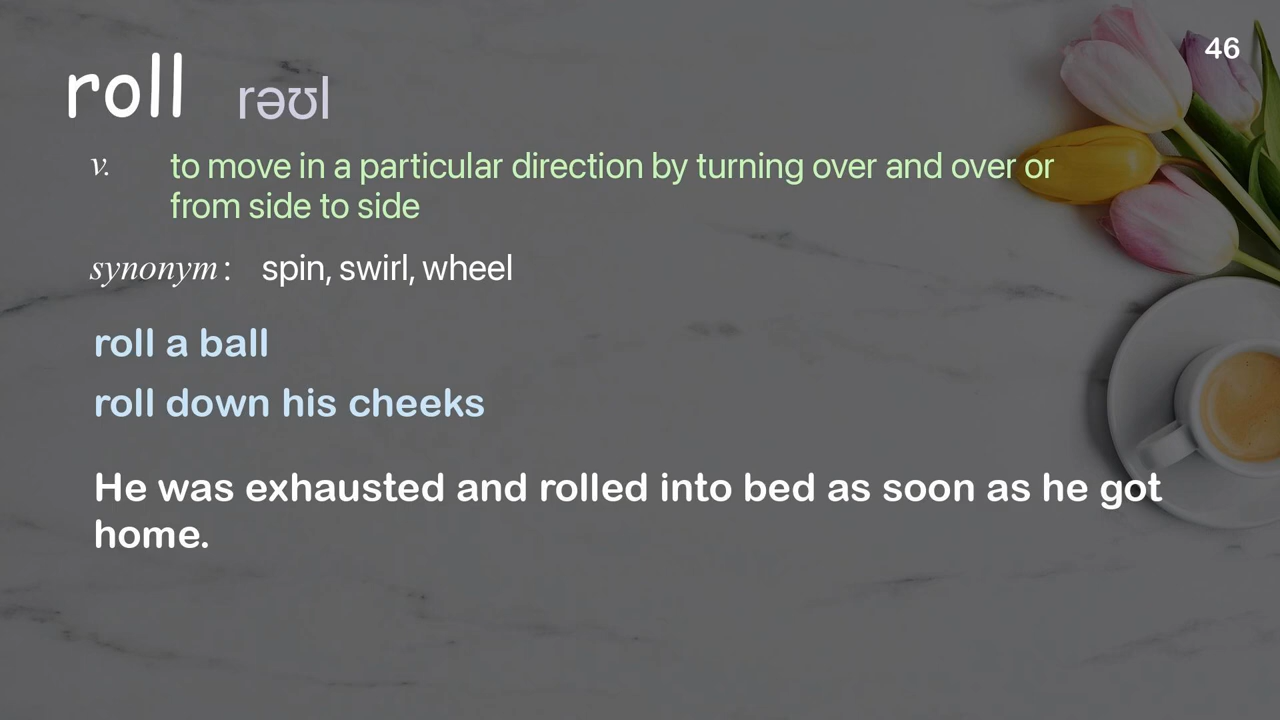 46
roll rəʊl
v. to move in a particular direction by turning over and over or
from side to side
synonym: spin, swirl, wheel
roll a ball
roll down his cheeks
He was exhausted and rolled into bed as soon as he got
home.